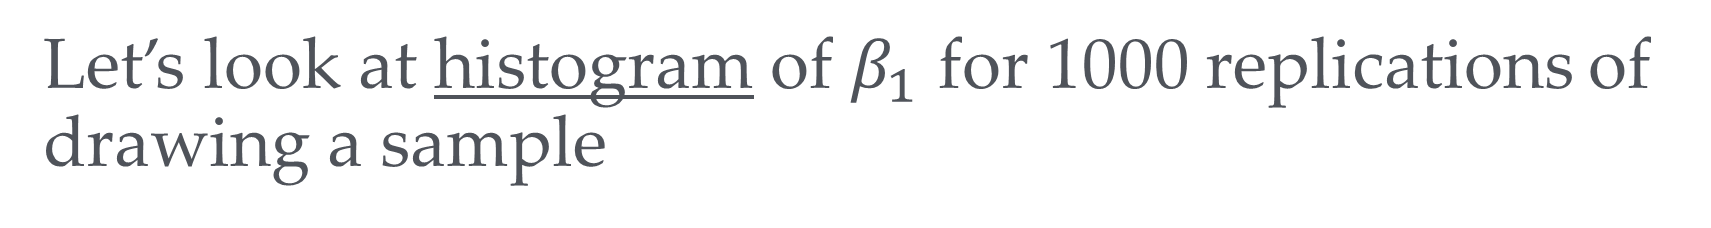 Let’s look at histogram of β₁ for 1000 replications of
drawing a sample